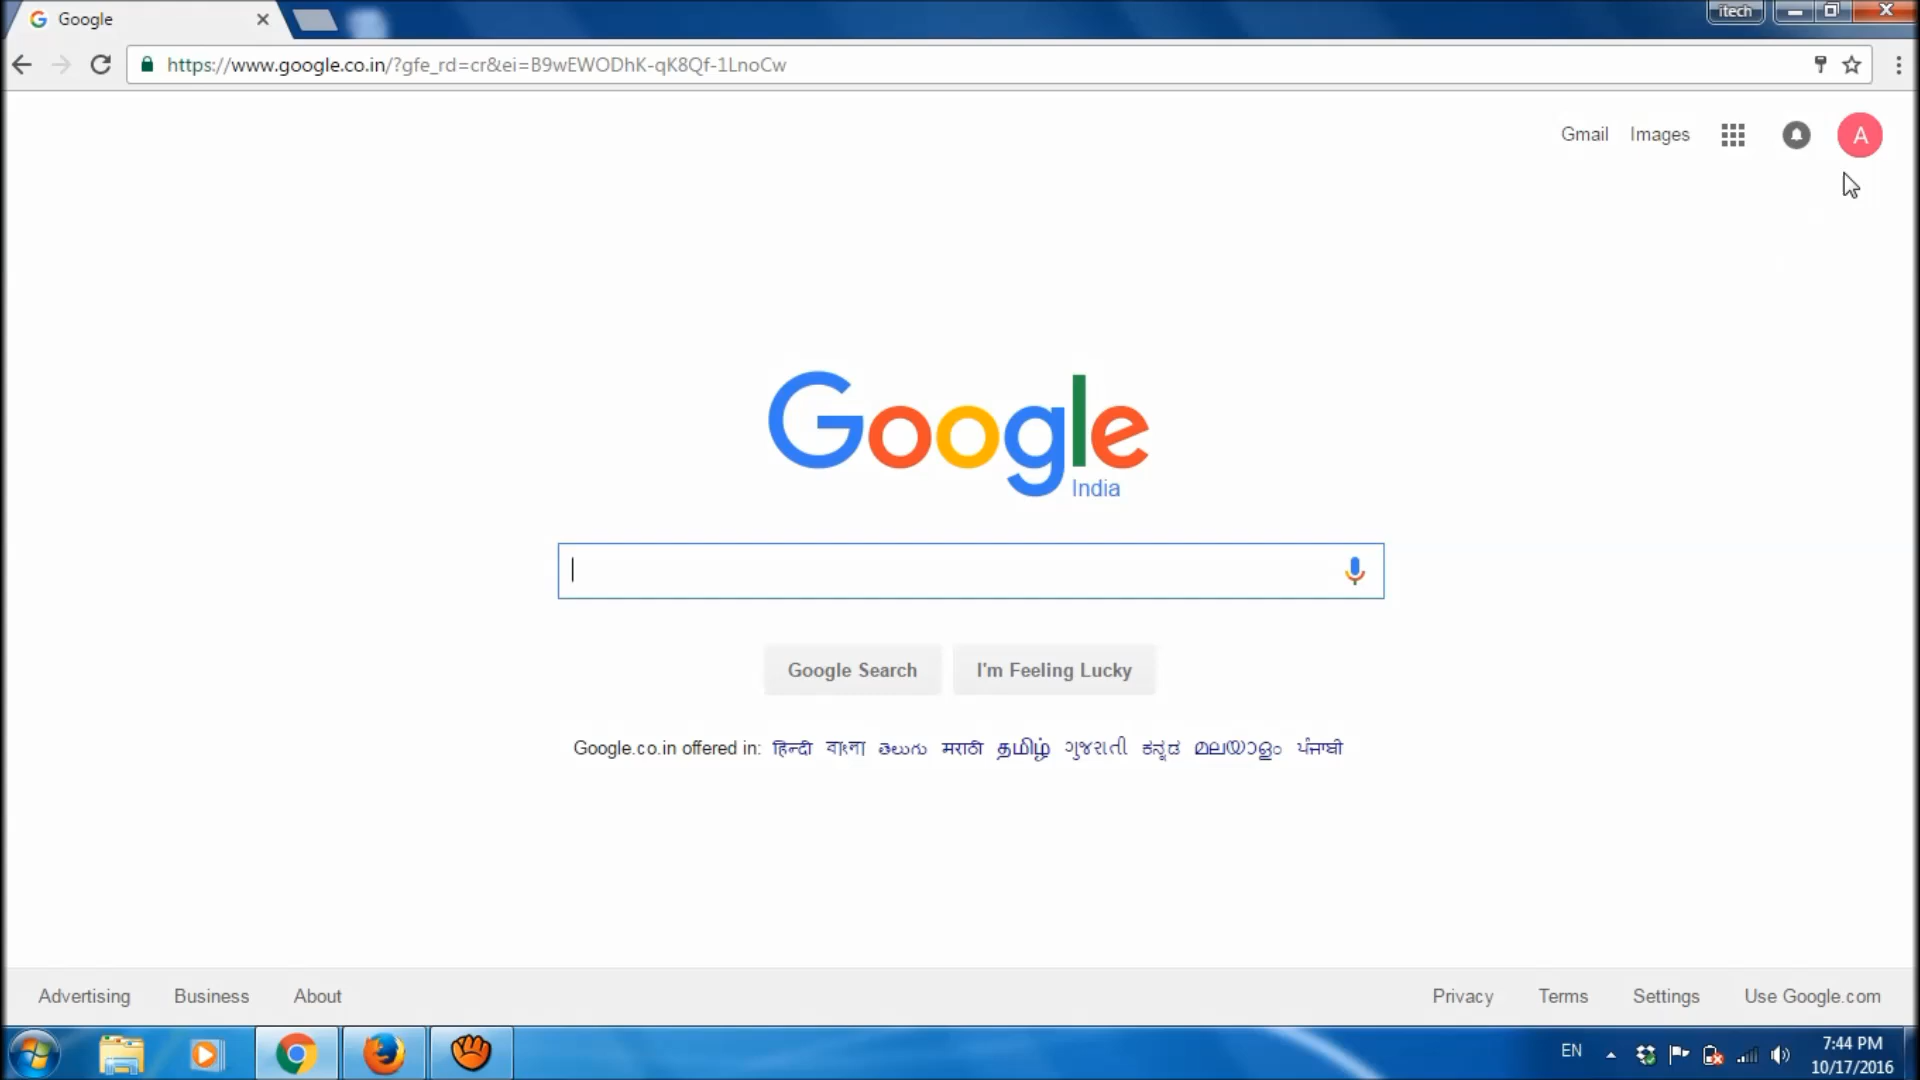 Google
itech
https://www.google.co.in/?gfe_rd=cr&ei=B9wEWODhK-qK8Qf-1LnoCw
Gmail Images A
Google
India
Google Search I'm Feeling Lucky
Google.co.in offered in: हिन्दी বাংলা తెలుగు मराठी தமிழ் ગુજરાતી ಕನ್ನಡ മലയാളം ਪੰਜਾਬੀ
Advertising Business About Privacy Terms Settings Use Google.com
EN 7:44 PM
10/17/2016